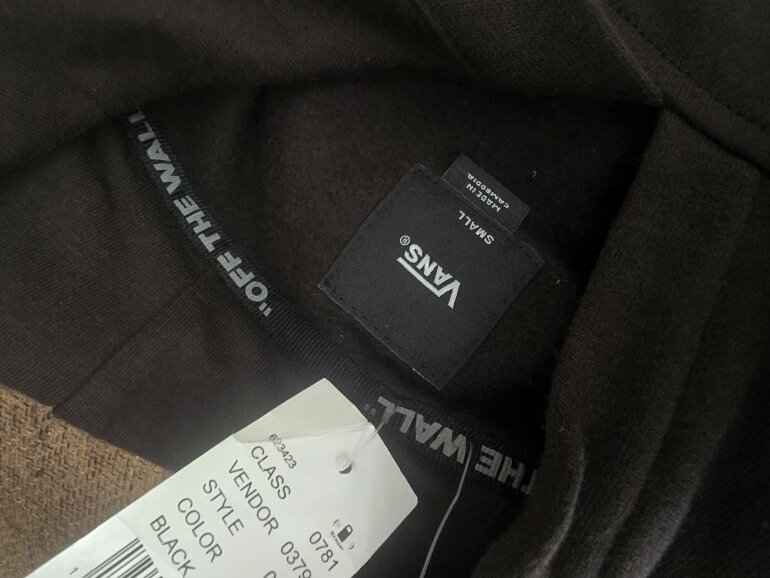 "OFF THE WALL"
THE WALL"
MADE IN
CAMBODIA
SMALL
VANS®
623423
CLASS 0781
VENDOR 0379
STYLE
COLOR
BLACK